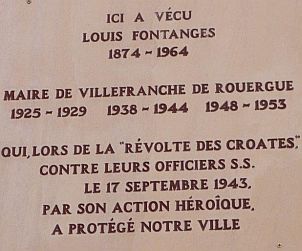 ICI A VÉCU
LOUIS FONTANGES
1874 ~ 1964
MAIRE DE VILLEFRANCHE DE ROUERGUE
1925 ~ 1929 1938 ~ 1944 1948 ~ 1953
QUI, LORS DE LA "RÉVOLTE DES CROATES,"
CONTRE LEURS OFFICIERS S.S.
LE 17 SEPTEMBRE 1943,
PAR SON ACTION HÉROÏQUE,
A PROTÉGÉ NOTRE VILLE